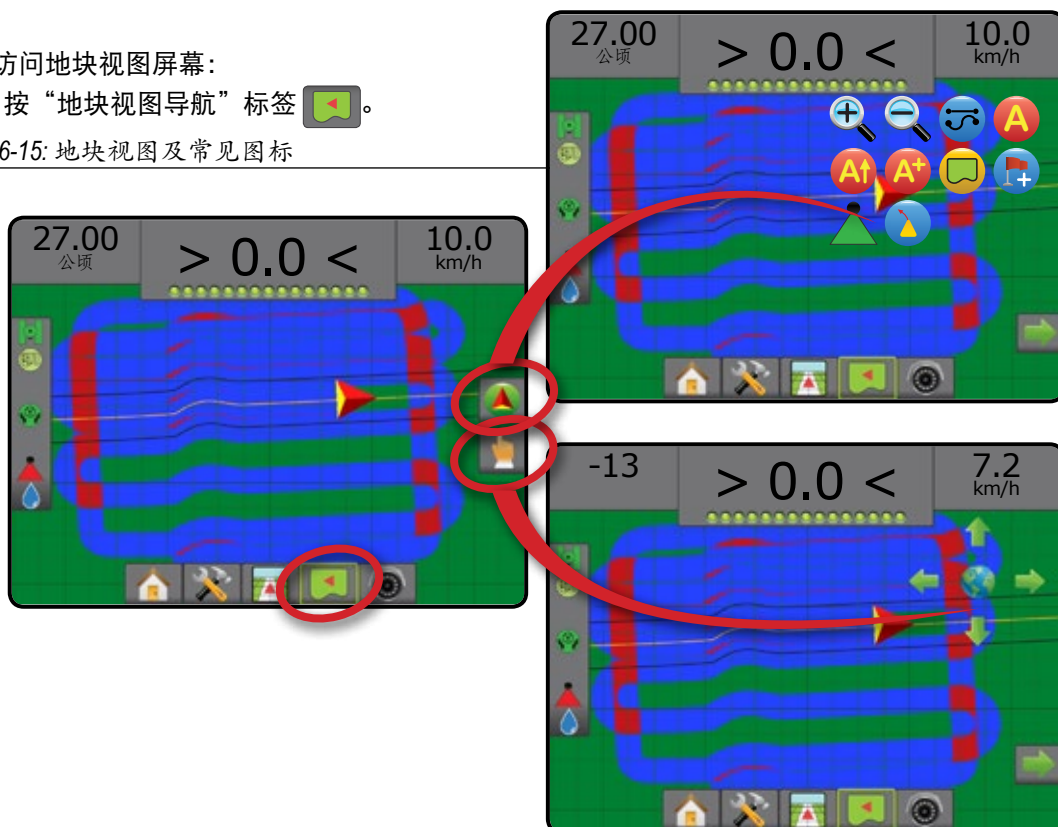 访问地块视图屏幕：
按“地块视图导航”标签 。
6-15: 地块视图及常见图标
27.00
公顷
> 0.0 <
10.0
km/h
A
A
A+
27.00
公顷
> 0.0 <
10.0
km/h
-13
> 0.0 <
7.2
km/h